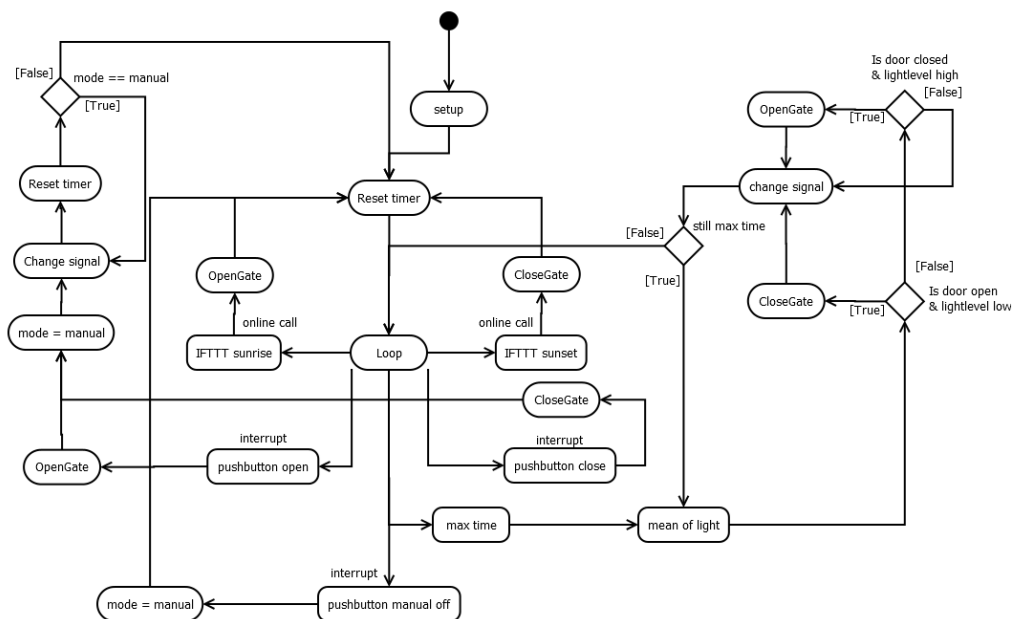 Is door closed
& lightlevel high
[False]
mode == manual
[True]
setup
OpenGate
[True]
[False]
Reset timer
Reset timer
change signal
still max time
[False]
[True]
Change signal
OpenGate
CloseGate
CloseGate
[True]
[False]
Is door open
& lightlevel low
mode = manual
online call
online call
IFTTT sunrise
Loop
IFTTT sunset
CloseGate
OpenGate
interrupt
pushbutton open
interrupt
pushbutton close
max time
mean of light
interrupt
mode = manual
pushbutton manual off